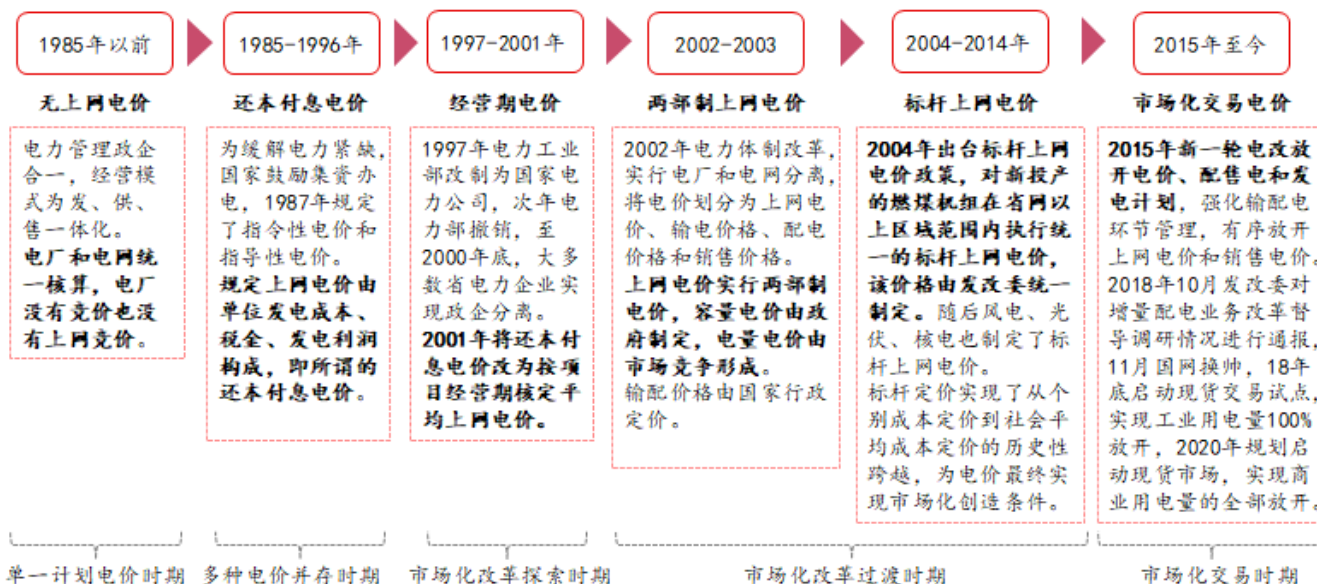 1985年以前
1985-1996年
1997-2001年
2002-2003
2004-2014年
2015年至今
无上网电价
还本付息电价
经营期电价
两部制上网电价
标杆上网电价
市场化交易电价
电力管理政企
合一，经营模
式为发、供、
售一体化。
电厂和电网统
一核算，电厂
没有竞价也没
有上网竞价。
为缓解电力紧缺，
国家鼓励集资办
电，1987年规定
了指令性电价和
指导性电价。
规定上网电价由
单位发电成本、
税金、发电利润
构成，即所谓的
还本付息电价。
1997年电力工业
部改制为国家电
力公司，次年电
力部撤销，至
2000年底，大多
数省电力企业实
现政企分离。
2001年将还本付
息电价改为按项
目经营期核定平
均上网电价。
2002年电力体制改革，
实行电厂和电网分离，
将电价划分为上网电
价、输电价格、配电
价格和销售价格。
上网电价实行两部制
电价，容量电价由政
府制定，电量电价由
市场竞争形成。
输配价格由国家行政
定价。
2004年出台标杆上网
电价政策，对新投产
的燃煤机组在省网以
上区域范围内执行统
一的标杆上网电价，
该价格由发改委统一
制定。随后风电、光
伏、核电也制定了标
杆上网电价。
标杆定价实现了从个
别成本定价到社会平
均成本定价的历史性
跨越，为电价最终实
现市场化创造条件。
2015年新一轮电改放
开电价、配售电和发
电计划，强化输配电
环节管理，有序放开
上网电价和销售电价。
2018年10月发改委对
增量配电业务改革督
导调研情况进行通报，
11月国网换帅，18年
底启动现货交易试点，
实现工业用电量100%
放开，2020年规划启
动现货市场，实现商
业用电量的全部放开。
单一计划电价时期
多种电价并存时期
市场化改革探索时期
市场化改革过渡时期
市场化交易时期